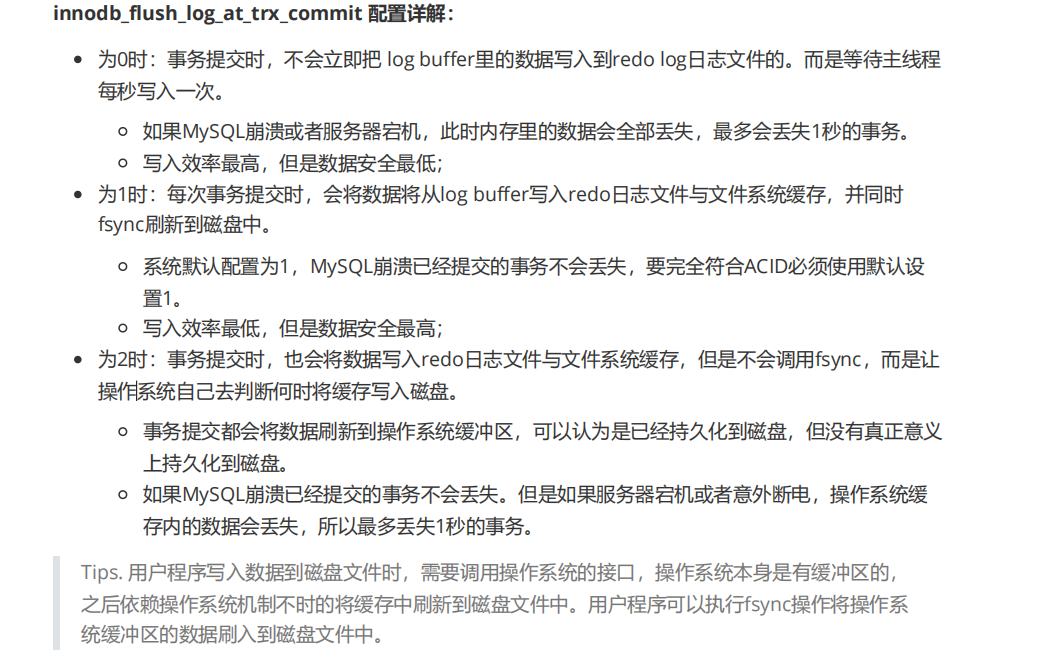 innodb_flush_log_at_trx_commit 配置详解：
为0时：事务提交时，不会立即把 log buffer里的数据写入到redo log日志文件的。而是等待主线程
每秒写入一次。
如果MySQL崩溃或者服务器宕机，此时内存里的数据会全部丢失，最多会丢失1秒的事务。
写入效率最高，但是数据安全最低；
为1时：每次事务提交时，会将数据将从log buffer写入redo日志文件与文件系统缓存，并同时
fsync刷新到磁盘中。
系统默认配置为1，MySQL崩溃已经提交的事务不会丢失，要完全符合ACID必须使用默认设
置1。
写入效率最低，但是数据安全最高；
为2时：事务提交时，也会将数据写入redo日志文件与文件系统缓存，但是不会调用fsync，而是让
操作系统自己去判断何时将缓存写入磁盘。
事务提交都会将数据刷新到操作系统缓冲区，可以认为是已经持久化到磁盘，但没有真正意义
上持久化到磁盘。
如果MySQL崩溃已经提交的事务不会丢失。但是如果服务器宕机或者意外断电，操作系统缓
存内的数据会丢失，所以最多丢失1秒的事务。
Tips. 用户程序写入数据到磁盘文件时，需要调用操作系统的接口，操作系统本身是有缓冲区的，
之后依赖操作系统机制不时的将缓存中刷新到磁盘文件中。用户程序可以执行fsync操作将操作系
统缓冲区的数据刷入到磁盘文件中。